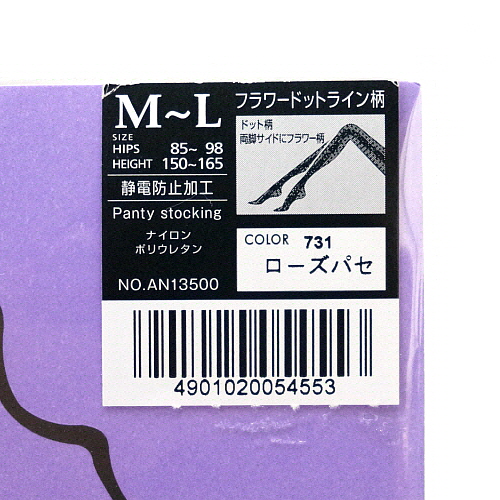 M~L
SIZE
HIPS 85~ 98
HEIGHT 150~165
静電防止加工
Panty stocking
ナイロン
ポリウレタン
NO.AN13500
フラワードットライン柄
ドット柄
両脚サイドにフラワー柄
COLOR 731
ローズパセ
4901020054553